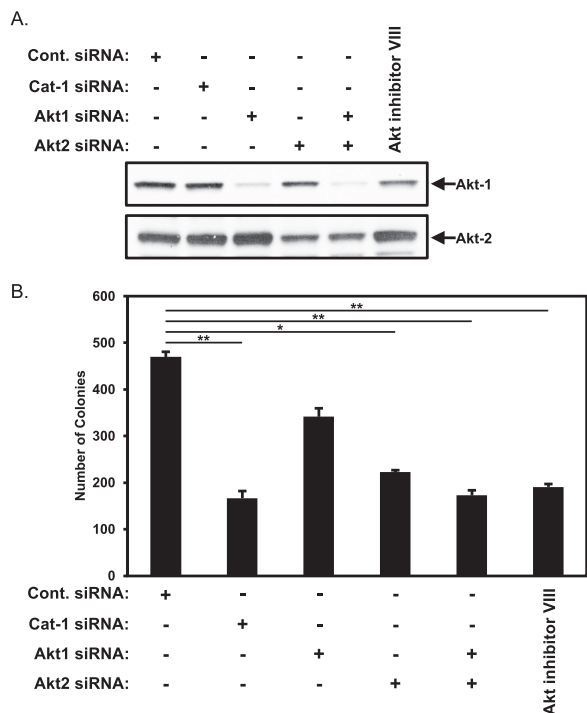 A.
Cont. siRNA: + - - - -
Cat-1 siRNA: - + - - -
Akt1 siRNA: - - + - +
Akt2 siRNA: - - - + +
Akt inhibitor VIII
Akt-1
Akt-2
B.
Number of Colonies
600
500
400
300
200
100
0
**
**
*
**
Cont. siRNA: + - - - -
Cat-1 siRNA: - + - - -
Akt1 siRNA: - - + - +
Akt2 siRNA: - - - + +
Akt inhibitor VIII